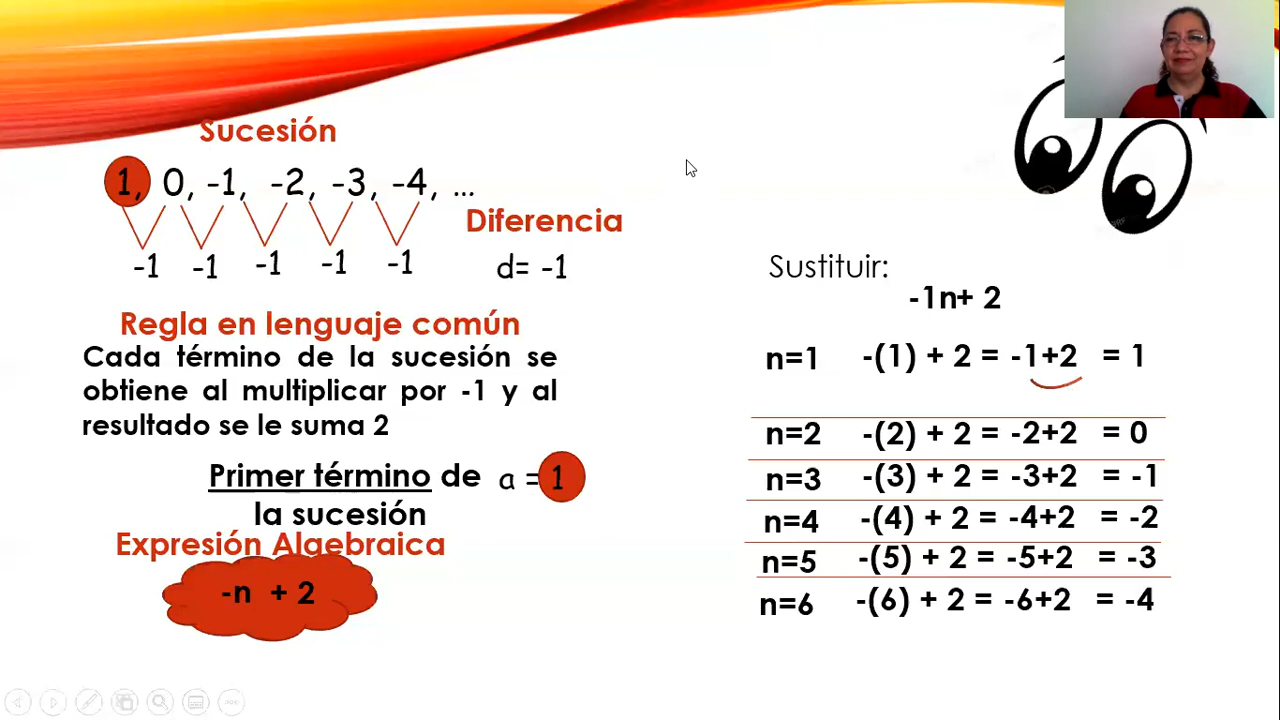 Sucesión
1, 0, -1, -2, -3, -4, ...
-1 -1 -1 -1 -1
Diferencia
d= -1
Regla en lenguaje común
Cada término de la sucesión se
obtiene al multiplicar por -1 y al
resultado se le suma 2
Primer término de a = 1
la sucesión
Expresión Algebraica
-n + 2
Sustituir:
-1n+ 2
n=1 -(1) + 2 = -1+2 = 1
n=2 -(2) + 2 = -2+2 = 0
n=3 -(3) + 2 = -3+2 = -1
n=4 -(4) + 2 = -4+2 = -2
n=5 -(5) + 2 = -5+2 = -3
n=6 -(6) + 2 = -6+2 = -4